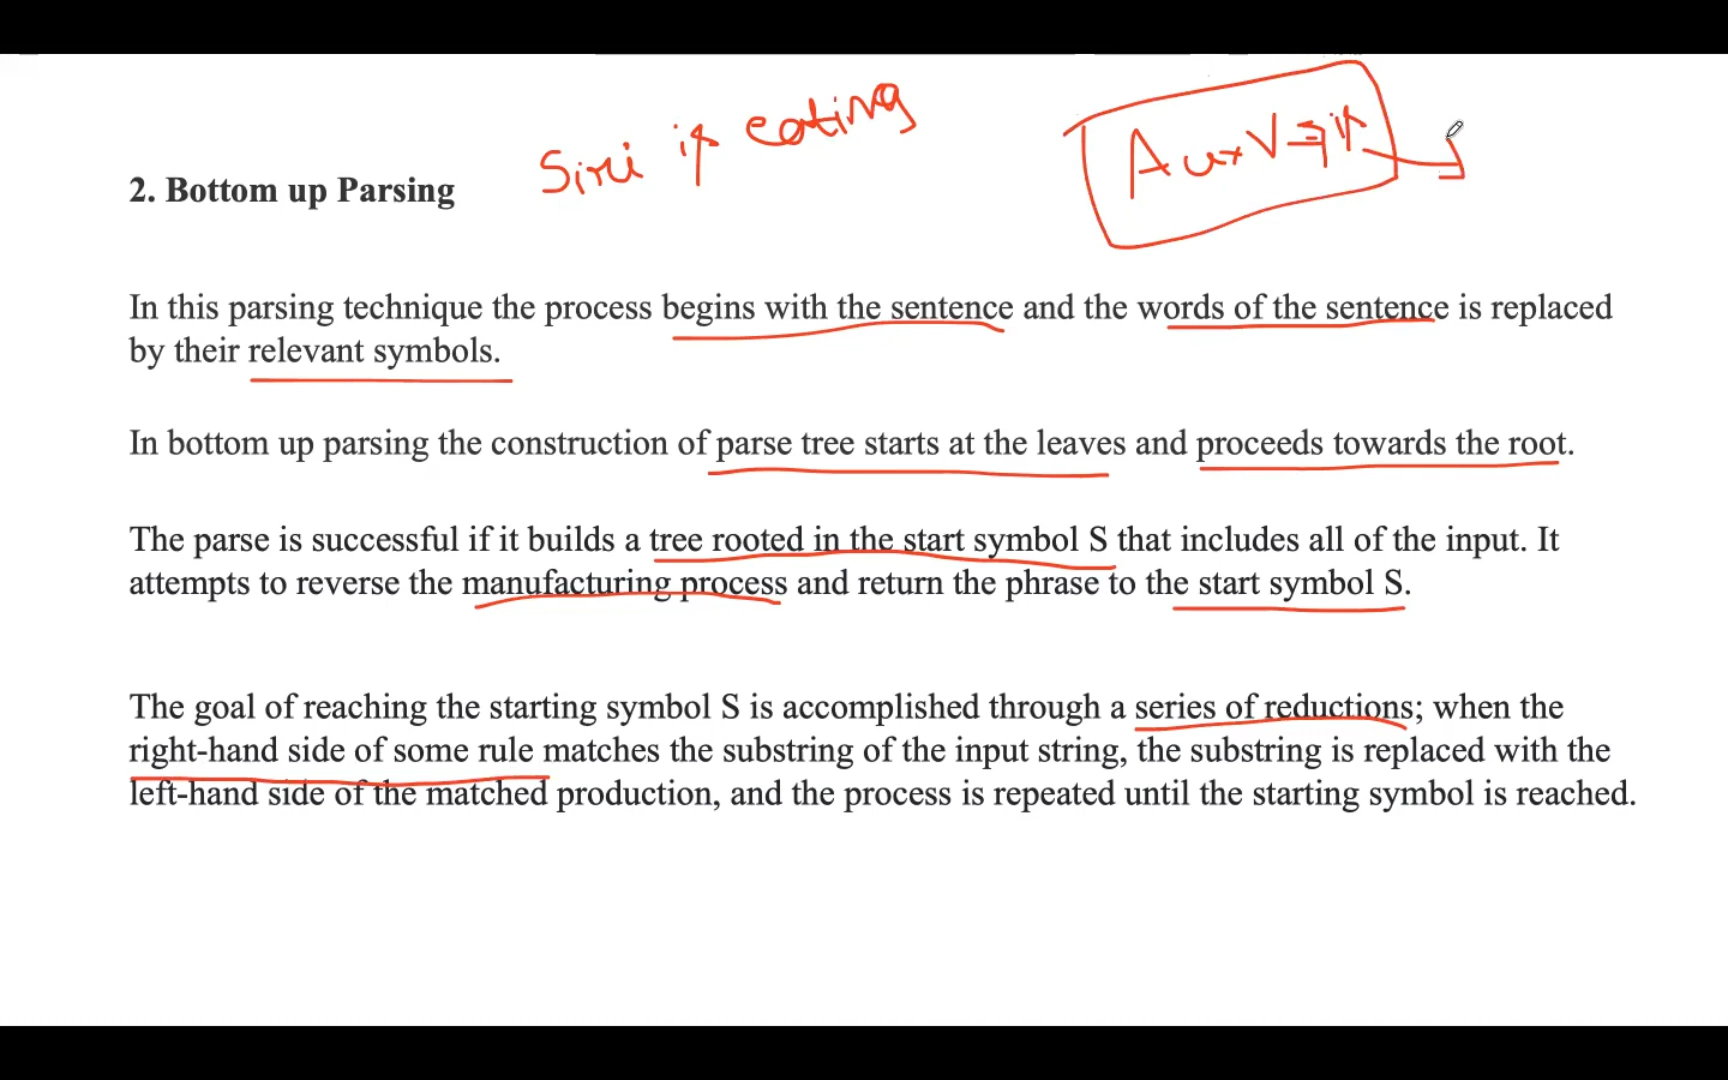 Siri is eating
AuxV → is
2. Bottom up Parsing
In this parsing technique the process begins with the sentence and the words of the sentence is replaced
by their relevant symbols.
In bottom up parsing the construction of parse tree starts at the leaves and proceeds towards the root.
The parse is successful if it builds a tree rooted in the start symbol S that includes all of the input. It
attempts to reverse the manufacturing process and return the phrase to the start symbol S.
The goal of reaching the starting symbol S is accomplished through a series of reductions; when the
right-hand side of some rule matches the substring of the input string, the substring is replaced with the
left-hand side of the matched production, and the process is repeated until the starting symbol is reached.